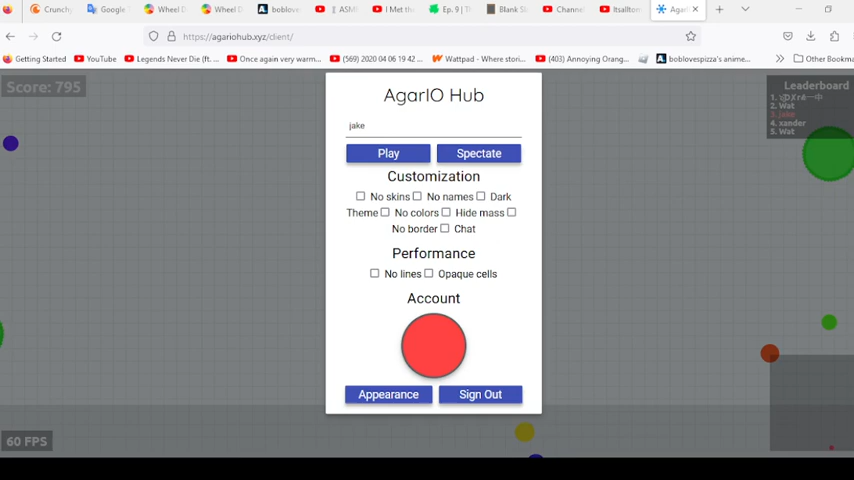 Crunchy
Google T
Wheel D
Wheel D
boblove
ASM
I Met th
Ep. 9 | Th
Blank Sl
Channel
Itsallton
Agar
https://agariohub.xyz/client/
Getting Started
YouTube
Legends Never Die (ft. ...
Once again very warm...
(569) 2020 04 06 19 42 ...
Wattpad - Where stori...
(403) Annoying Orang...
boblovespizza's anime...
Other Bookma
Score: 795
Leaderboard
2. Wat
3. jake
4. xander
5. Wat
AgarIO Hub
jake
Play
Spectate
Customization
No skins No names Dark
Theme No colors Hide mass
No border Chat
Performance
No lines Opaque cells
Account
Appearance
Sign Out
60 FPS